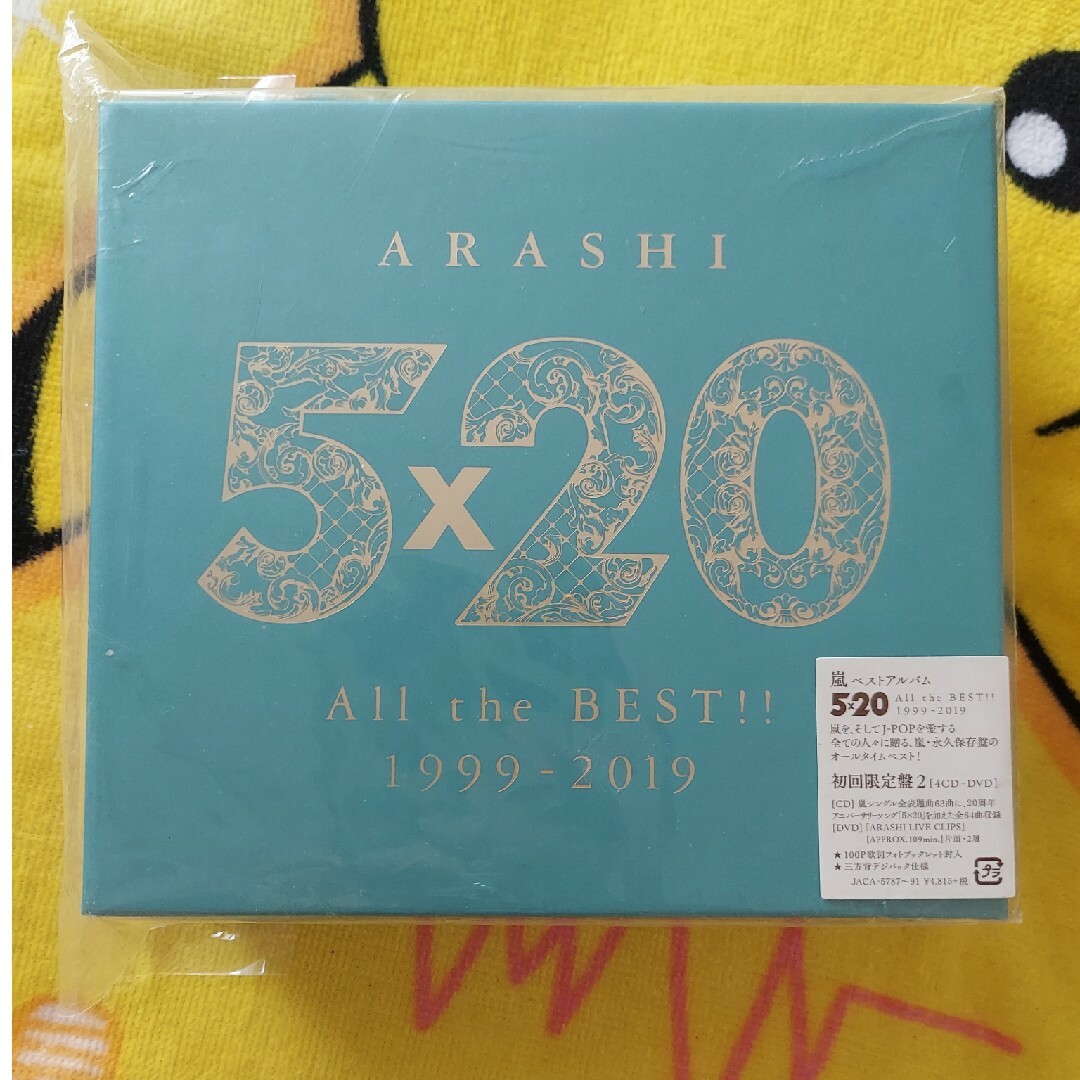 ARASHI
5x20
All the BEST!!
1999-2019
嵐 ベストアルバム
5x20 All the BEST!!
1999-2019
嵐を、そしてJ-POPを愛する
全ての人々に贈る、嵐・永久保存盤の
オールタイムベスト!
初回限定盤2 [4CD+DVD]
[CD] 嵐シングル全表題曲63曲に、20周年
アニバーサリーソング「5×20」を加えた全64曲収録
[DVD]「ARASHI LIVE CLIPS」
[APPROX.109min.] 片面・2層
★100P歌詞フォトブックレット封入
★三方背デジパック仕様
JACA-5787~91 ¥4,815+税
プラ